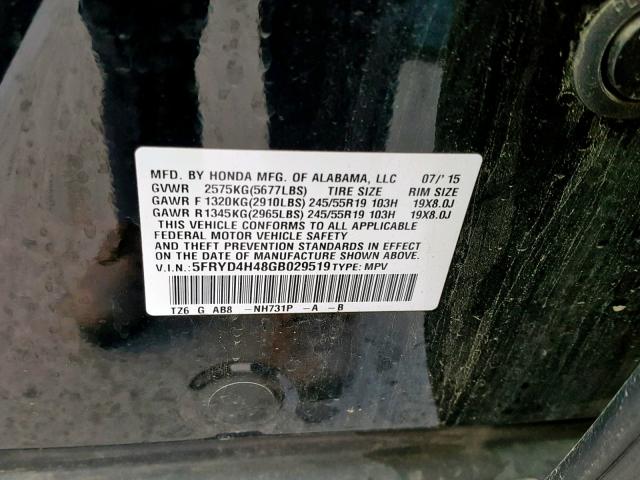 MFD. BY HONDA MFG. OF ALABAMA, LLC 07/'15
GVWR 2575KG(5677LBS) TIRE SIZE RIM SIZE
GAWR F 1320KG(2910LBS) 245/55R19 103H 19X8.0J
GAWR R1345KG(2965LBS) 245/55R19 103H 19X8.0J
THIS VEHICLE CONFORMS TO ALL APPLICABLE
FEDERAL MOTOR VEHICLE SAFETY
AND THEFT PREVENTION STANDARDS IN EFFECT
ON THE DATE OF MANUFACTURE SHOWN ABOVE.
V.I.N.: 5FRYD4H48GB029519 TYPE: MPV
TZ6 G AB8 -NH731P -A -B